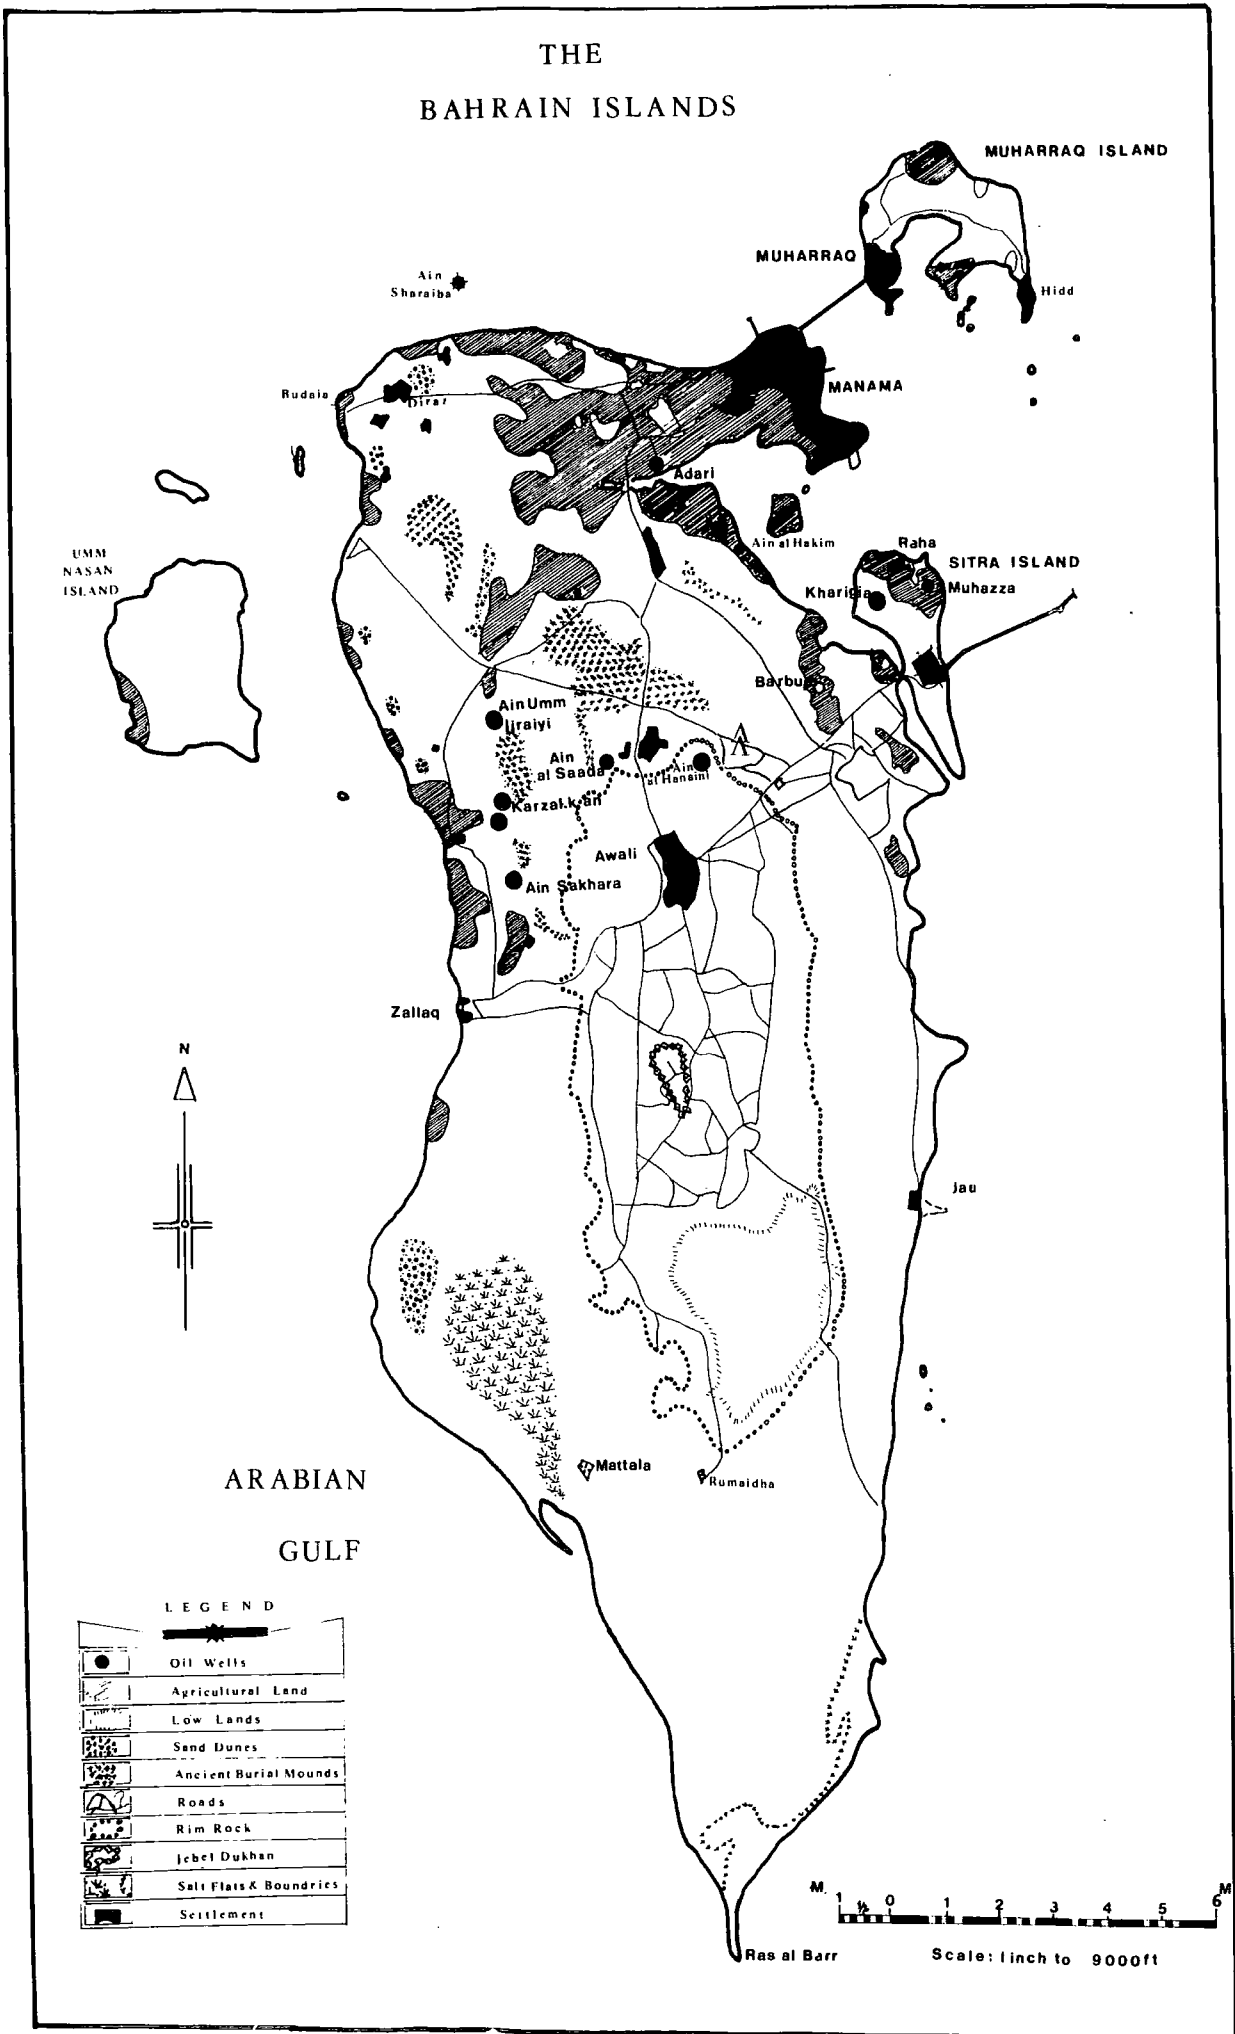 THE
BAHRAIN ISLANDS
MUHARRAQ ISLAND
MUHARRAQ
Hidd
Ain
Sharaiba
MANAMA
Budaia
Diraz
Adari
Ain al Hakim
UMM
NASAN
ISLAND
Raha
SITRA ISLAND
Muhazza
Kharigia
Barbura
Ain Umm
Jiraiyi
Ain
al Saada
Ain
al Hanaini
Karzakkan
Awali
Ain Sakhara
Zallaq
N
Jau
Mattala
Rumaidha
ARABIAN
GULF
LEGEND
Oil Wells
Agricultural Land
Low Lands
Sand Dunes
Ancient Burial Mounds
Roads
Rim Rock
Jebel Dukhan
Salt Flats & Boundries
Settlement
M. 1 ½ 0 1 2 3 4 5 6 M
Scale: 1 inch to 9000ft
Ras al Barr